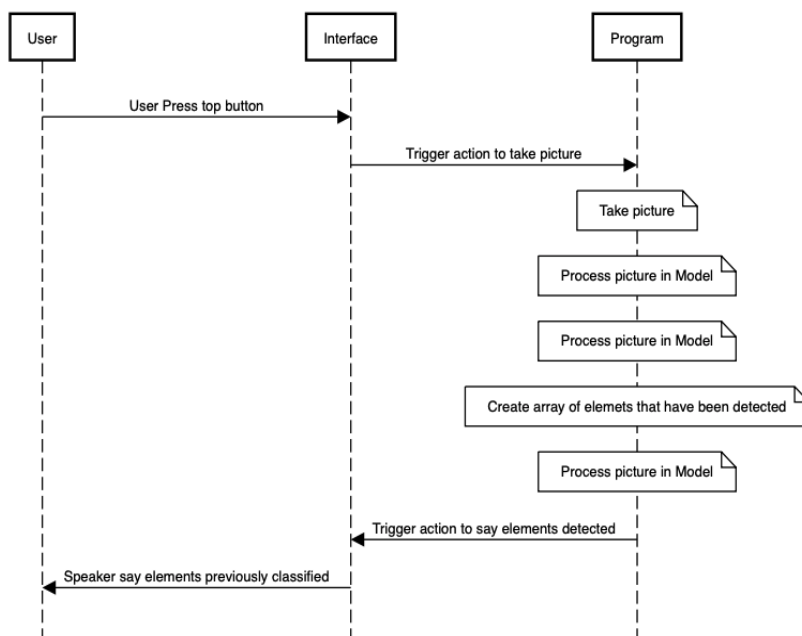 User
Interface
Program
User Press top button
Trigger action to take picture
Take picture
Process picture in Model
Process picture in Model
Create array of elemets that have been detected
Process picture in Model
Trigger action to say elements detected
Speaker say elements previously classified